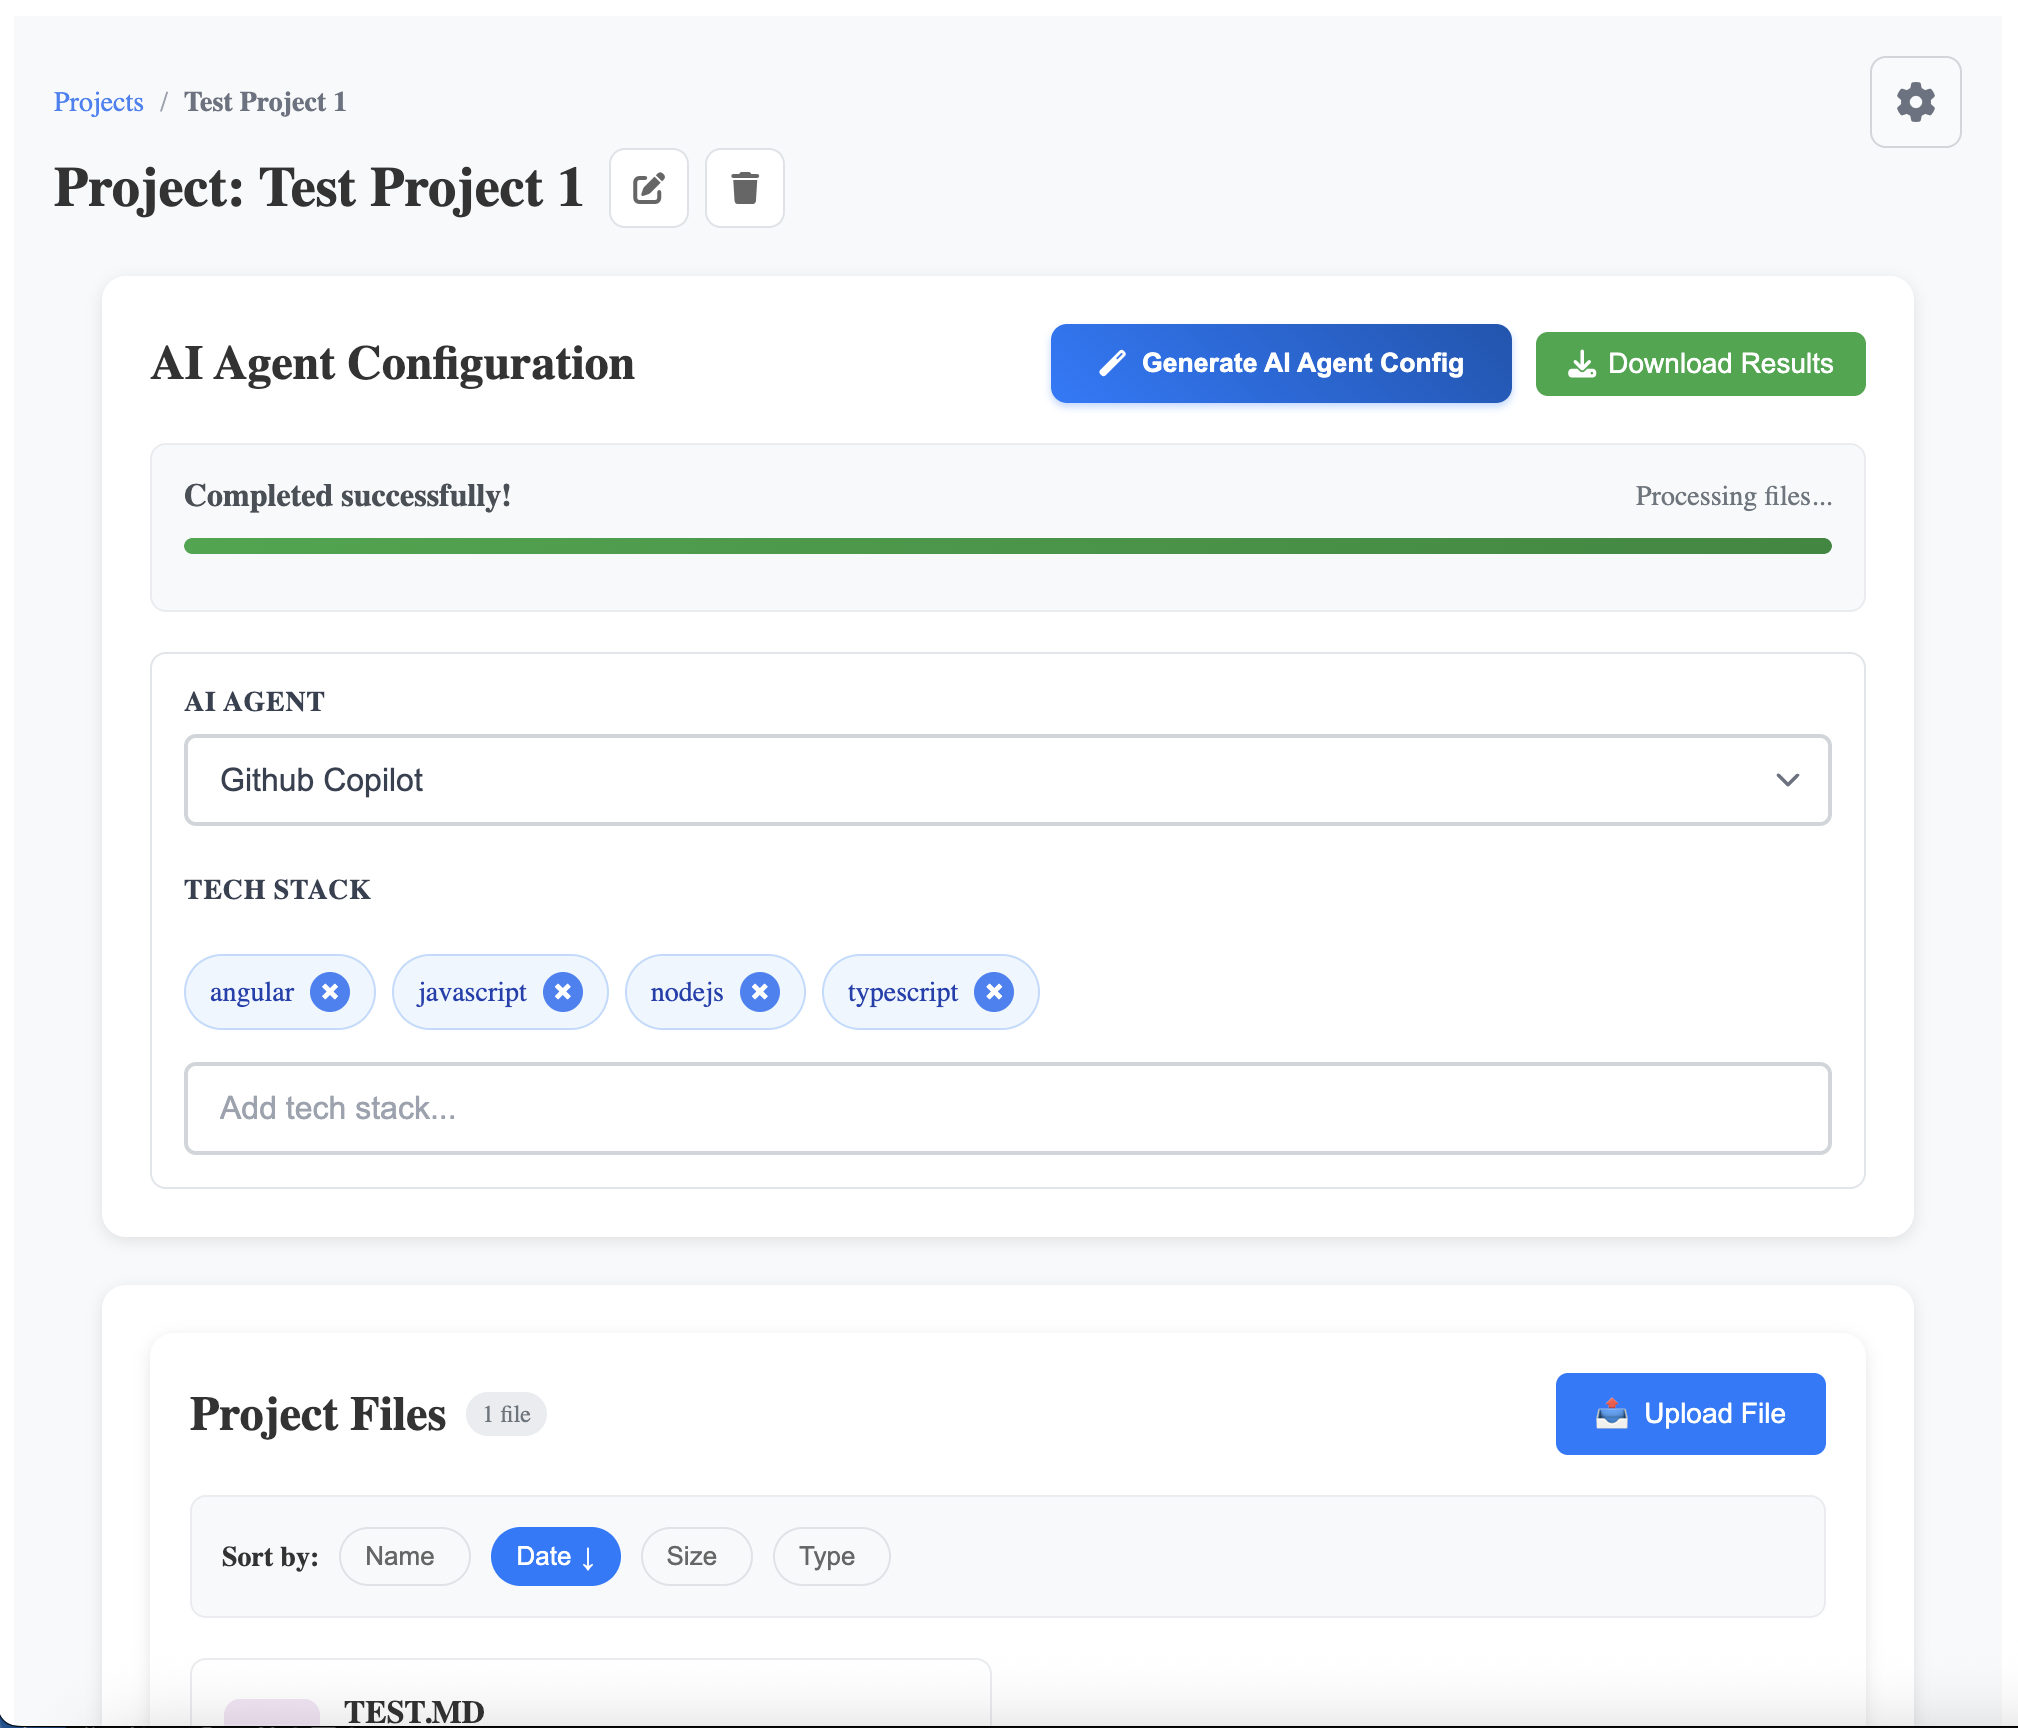 Projects / Test Project 1
Project: Test Project 1
AI Agent Configuration
Generate AI Agent Config
Download Results
Completed successfully!
Processing files...
AI AGENT
Github Copilot
TECH STACK
angular
javascript
nodejs
typescript
Add tech stack...
Project Files
1 file
Upload File
Sort by:
Name
Date ↓
Size
Type
TEST.MD